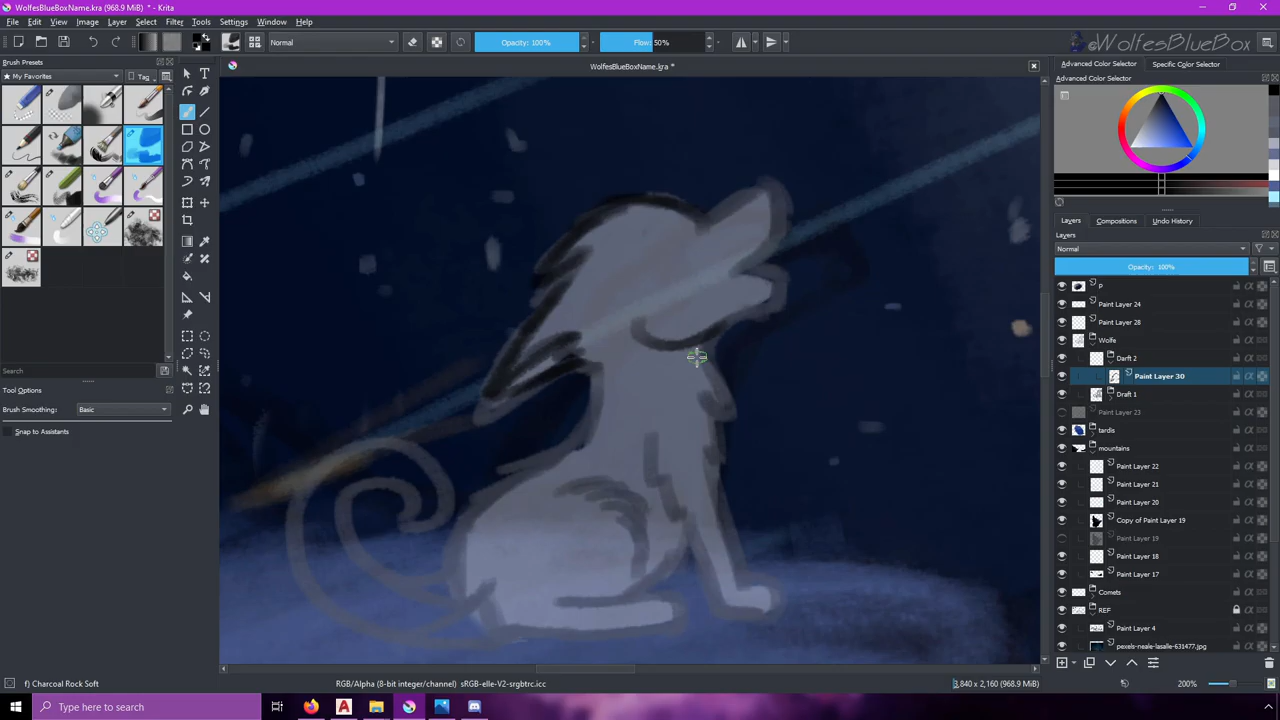 WolfesBlueBoxName.kra (968.9 MiB) * - Krita
File Edit View Image Layer Select Filter Tools Settings Window Help
Normal
Opacity: 100%
Flow: 50%
@WolfesBlueBox
Brush Presets
WolfesBlueBoxName.kra *
Advanced Color Selector
Specific Color Selector
My Favorites
Tag
Advanced Color Selector
Layers
Compositions
Undo History
Layers
Normal
Opacity: 100%
P
Paint Layer 24
Paint Layer 28
Wolfe
Darft 2
Paint Layer 30
Draft 1
Paint Layer 23
tardis
mountains
Paint Layer 22
Paint Layer 21
Paint Layer 20
Copy of Paint Layer 19
Paint Layer 19
Paint Layer 18
Paint Layer 17
Comets
REF
Paint Layer 4
pexels-neale-lasalle-631477.jpg
Search
Tool Options
Brush Smoothing: Basic
Snap to Assistants
f) Charcoal Rock Soft
RGB/Alpha (8-bit integer/channel) sRGB-elle-V2-srgbtrc.icc
3,840 x 2,160 (968.9 MiB)
200%
Type here to search